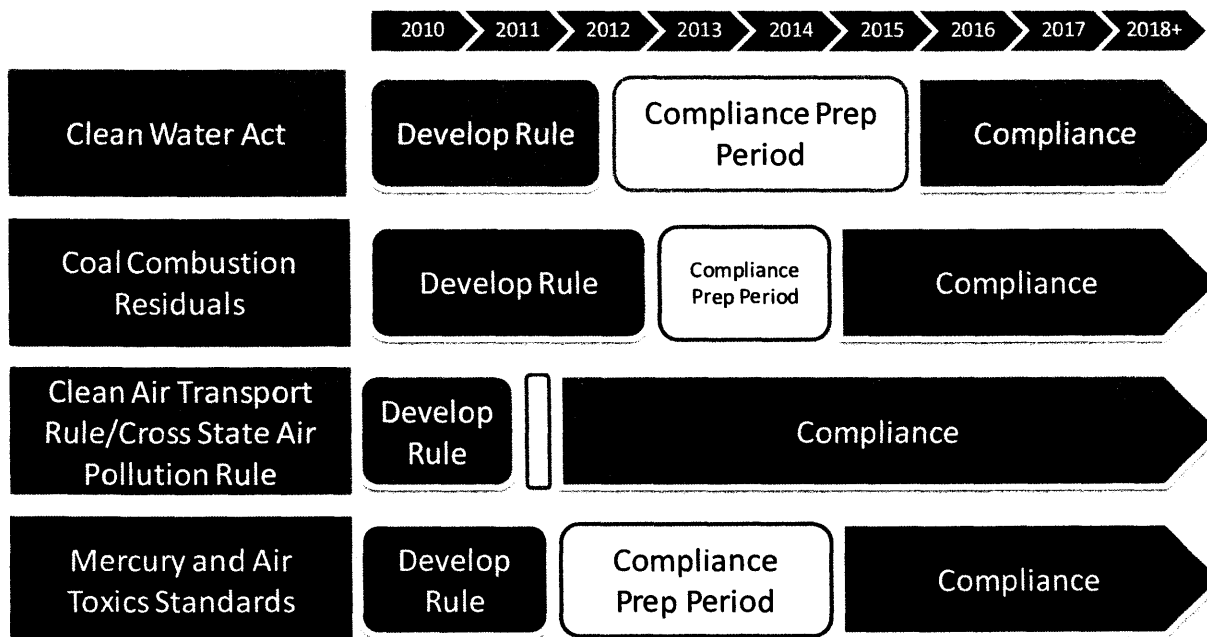 2010 2011 2012 2013 2014 2015 2016 2017 2018+
Clean Water Act
Develop Rule
Compliance Prep
Period
Compliance
Coal Combustion
Residuals
Develop Rule
Compliance
Prep Period
Compliance
Clean Air Transport
Rule/Cross State Air
Pollution Rule
Develop
Rule
Compliance
Mercury and Air
Toxics Standards
Develop
Rule
Compliance
Prep Period
Compliance